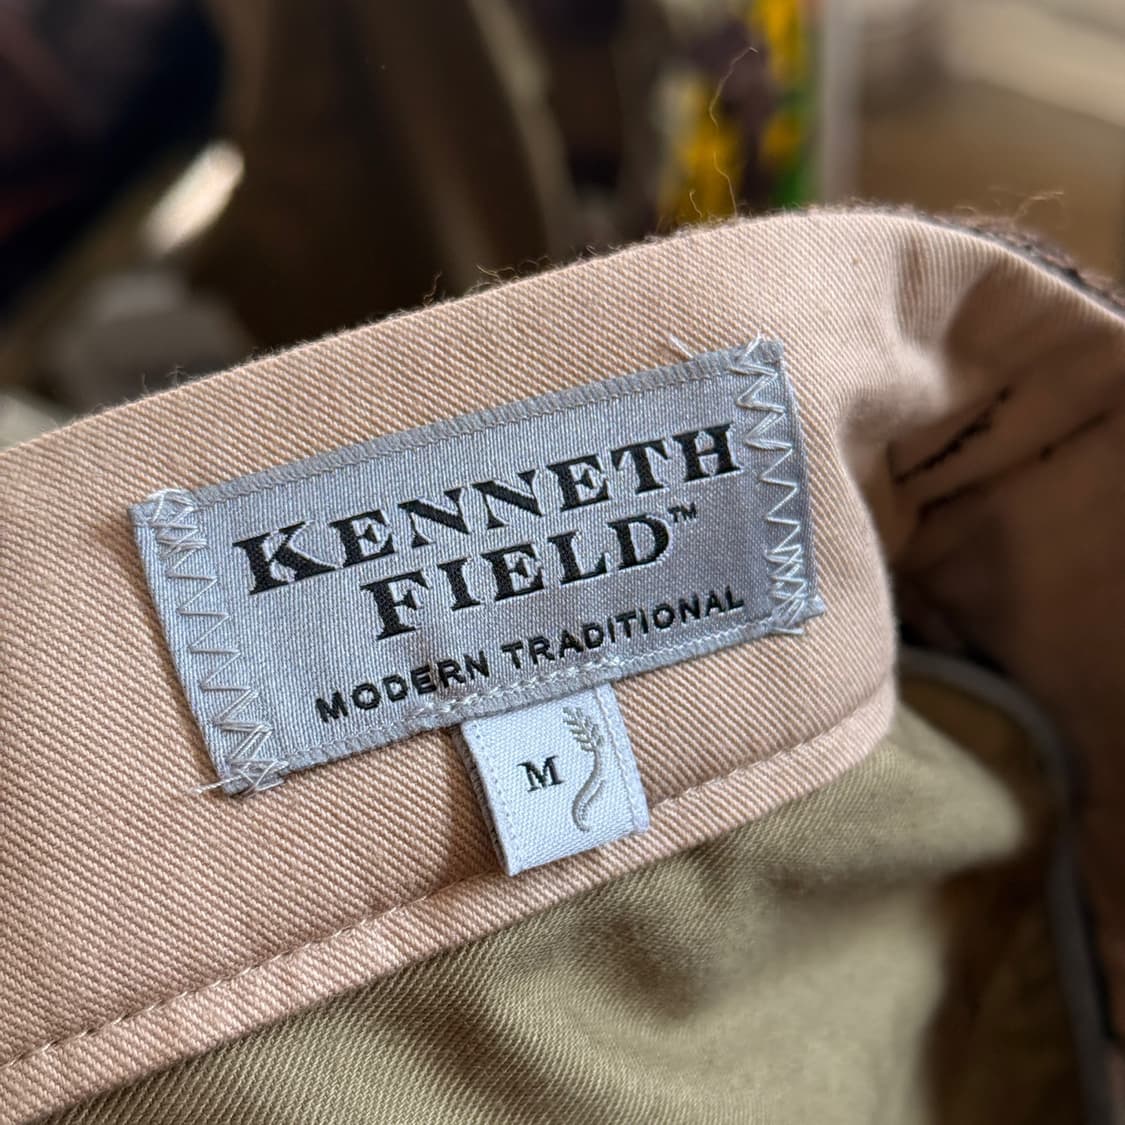 KENNETH
FIELD™
MODERN TRADITIONAL
M